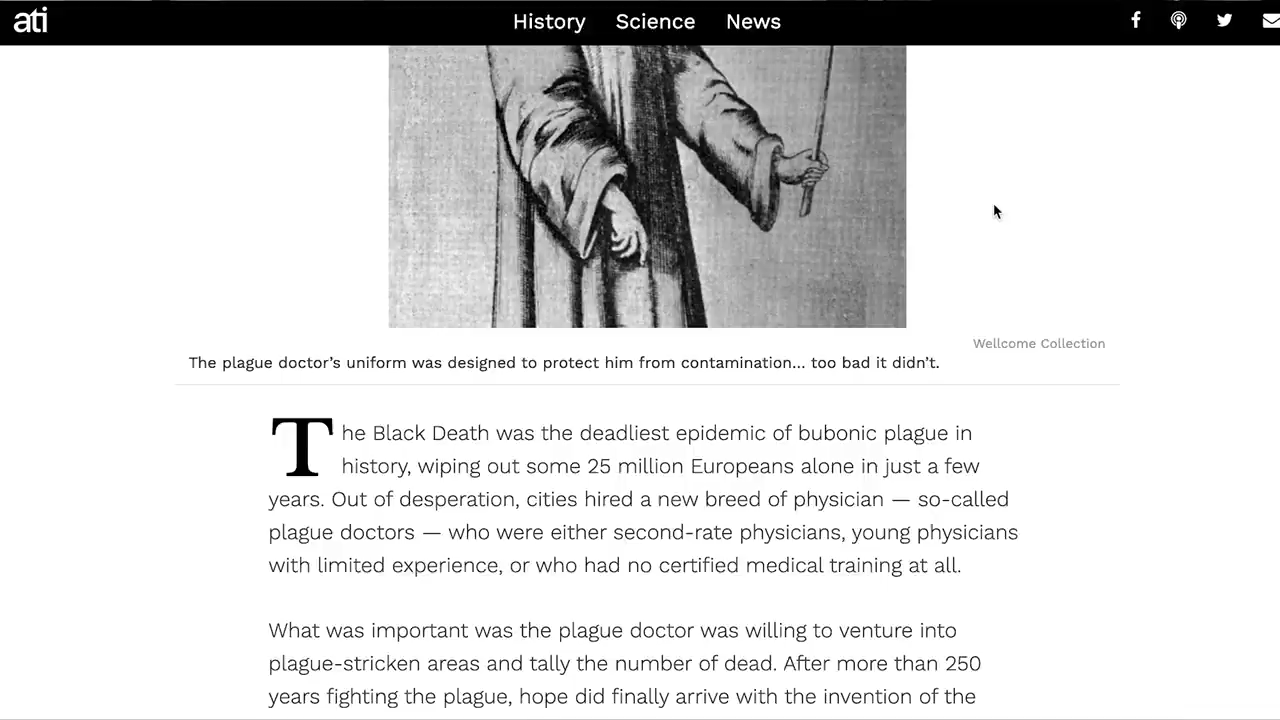 ati
History Science News
Wellcome Collection
The plague doctor’s uniform was designed to protect him from contamination... too bad it didn’t.
The Black Death was the deadliest epidemic of bubonic plague in
history, wiping out some 25 million Europeans alone in just a few
years. Out of desperation, cities hired a new breed of physician — so-called
plague doctors — who were either second-rate physicians, young physicians
with limited experience, or who had no certified medical training at all.
What was important was the plague doctor was willing to venture into
plague-stricken areas and tally the number of dead. After more than 250
years fighting the plague, hope did finally arrive with the invention of the